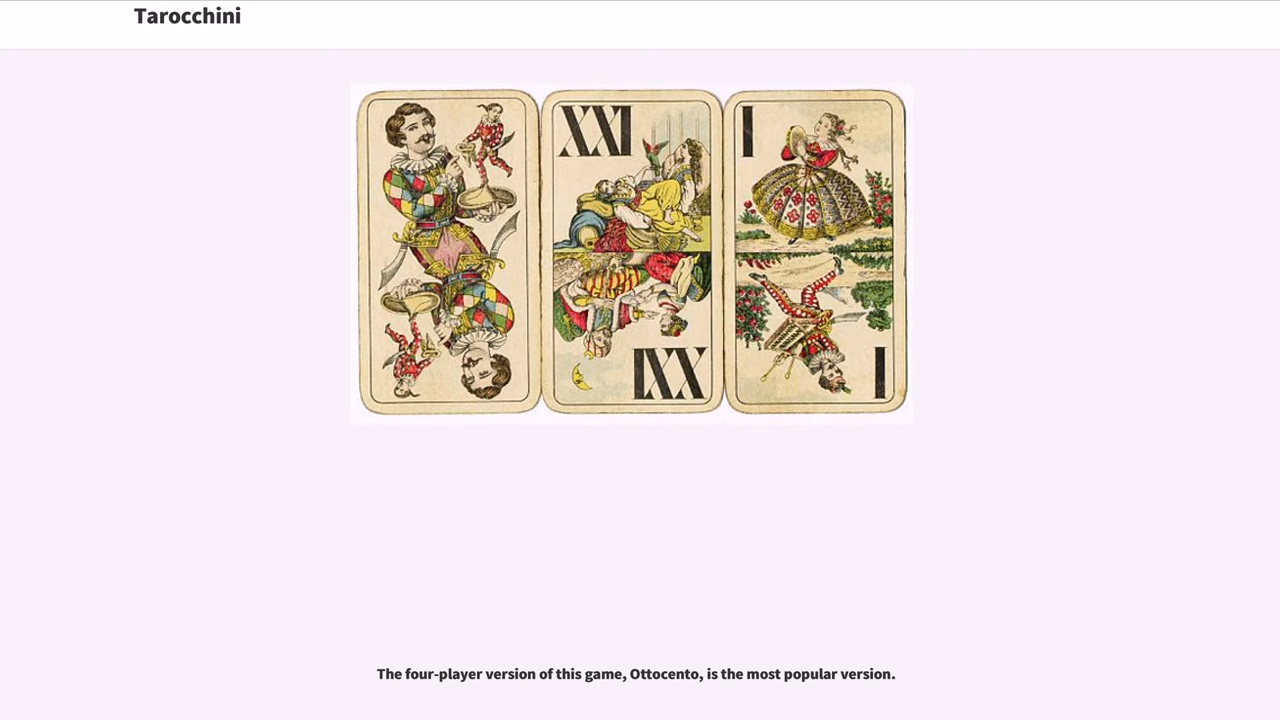 Tarocchini
XXI
I
IXX
I
The four-player version of this game, Ottocento, is the most popular version.